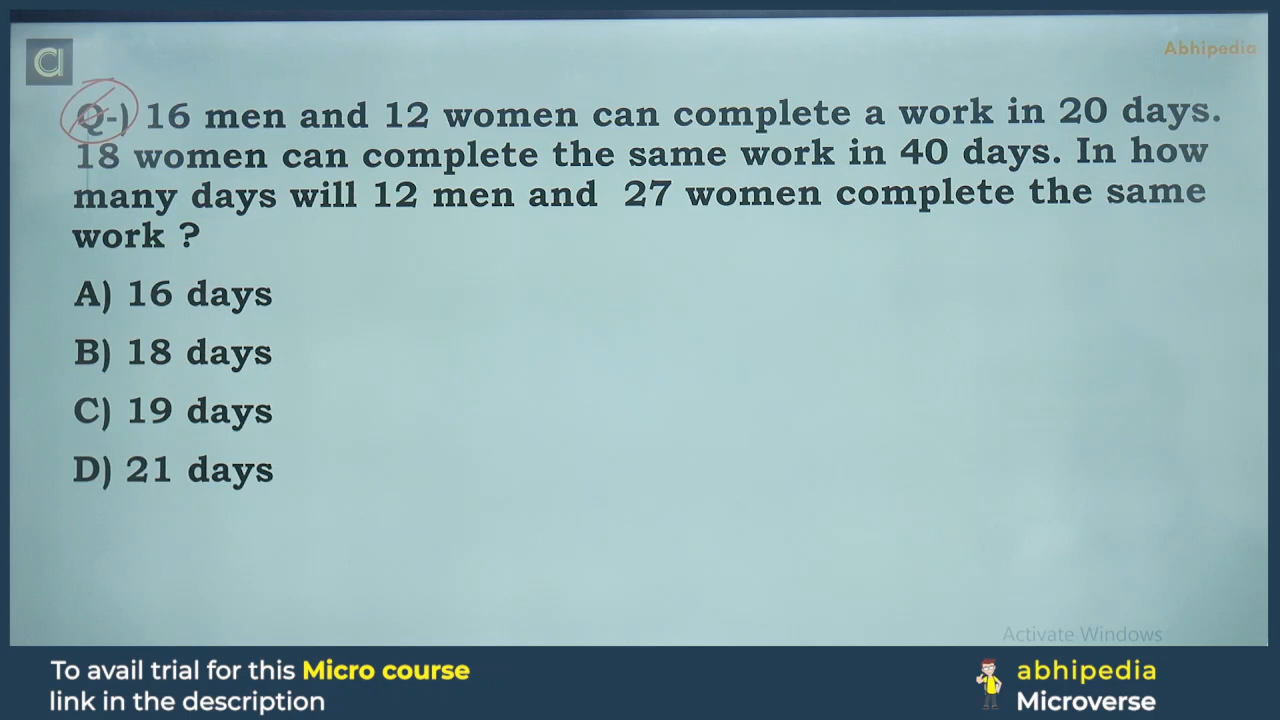 Abhipedia
Q-) 16 men and 12 women can complete a work in 20 days.
18 women can complete the same work in 40 days. In how
many days will 12 men and 27 women complete the same
work ?
A) 16 days
B) 18 days
C) 19 days
D) 21 days
Activate Windows
To avail trial for this Micro course
link in the description
abhipedia
Microverse